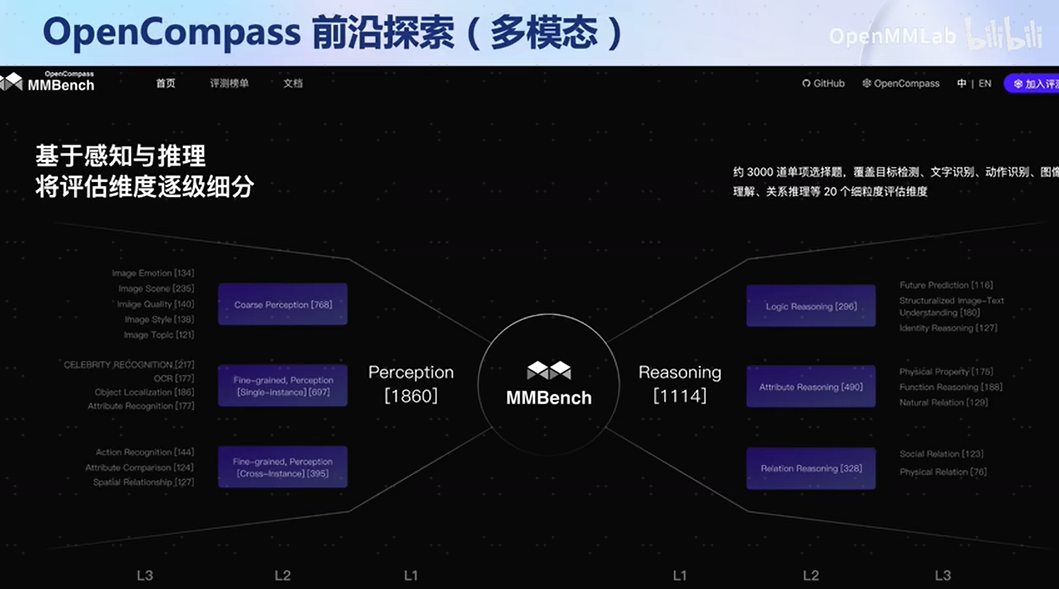 OpenCompass 前沿探索（多模态）
OpenMMLab bilibili
OpenCompass
MMBench
首页 评测榜单 文档
GitHub OpenCompass 中 | EN 加入评测
基于感知与推理
将评估维度逐级细分
约 3000 道单项选择题，覆盖目标检测、文字识别、动作识别、图像
理解、关系推理等 20 个细粒度评估维度
Image Emotion [134]
Image Scene [235]
Image Quality [140]
Image Style [138]
Image Topic [121]
Coarse Perception [768]
CELEBRITY RECOGNITION [217]
OCR [177]
Object Localization [186]
Attribute Recognition [177]
Fine-grained, Perception
[Single-Instance] [697]
Action Recognition [144]
Attribute Comparison [124]
Spatial Relationship [127]
Fine-grained, Perception
[Cross-Instance] [395]
Perception
[1860]
MMBench
Reasoning
[1114]
Logic Reasoning [296]
Future Prediction [116]
Structuralized Image-Text
Understanding [180]
Identity Reasoning [127]
Attribute Reasoning [490]
Physical Property [175]
Function Reasoning [188]
Natural Relation [129]
Relation Reasoning [328]
Social Relation [123]
Physical Relation [76]
L3 L2 L1 L1 L2 L3